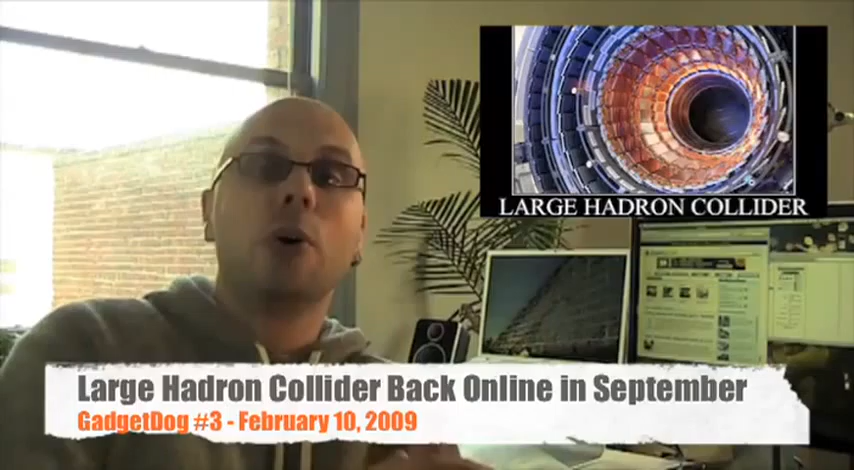 LARGE HADRON COLLIDER
Large Hadron Collider Back Online in September
GadgetDog #3 - February 10, 2009